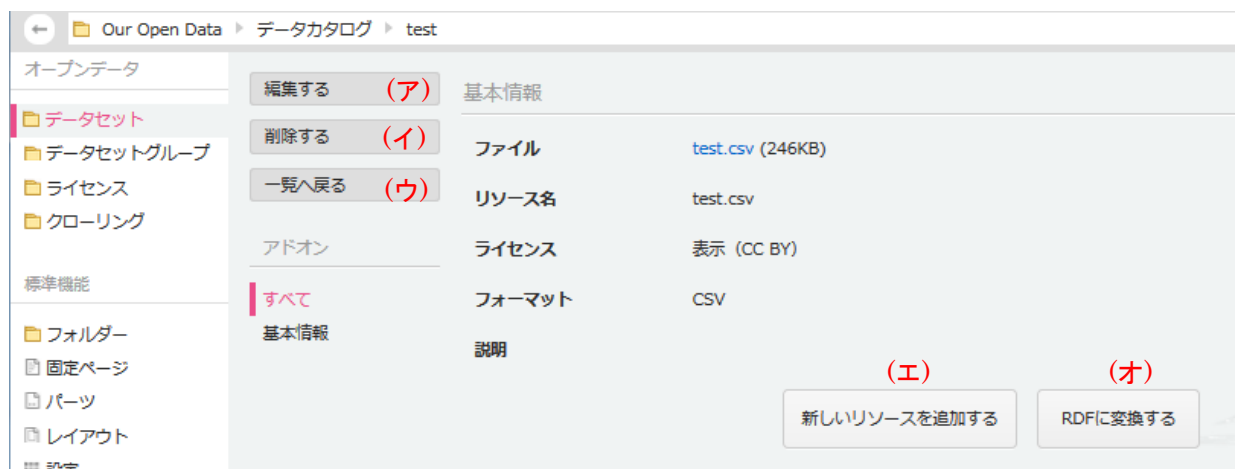 ← Our Open Data ▶ データカタログ ▶ test
オープンデータ
データセット
データセットグループ
ライセンス
クローリング
標準機能
フォルダー
固定ページ
パーツ
レイアウト
設定
編集する (ア)
削除する (イ)
一覧へ戻る (ウ)
アドオン
すべて
基本情報
基本情報
ファイル test.csv (246KB)
リソース名 test.csv
ライセンス 表示（CC BY）
フォーマット CSV
説明
(エ) (オ)
新しいリソースを追加する RDFに変換する